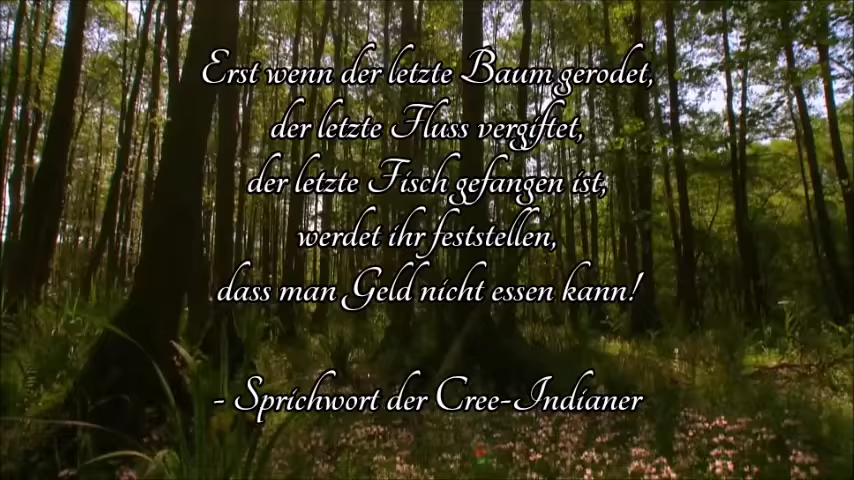 Erst wenn der letzte Baum gerodet,
der letzte Fluss vergiftet,
der letzte Fisch gefangen ist,
werdet ihr feststellen,
dass man Geld nicht essen kann!
- Sprichwort der Cree-Indianer